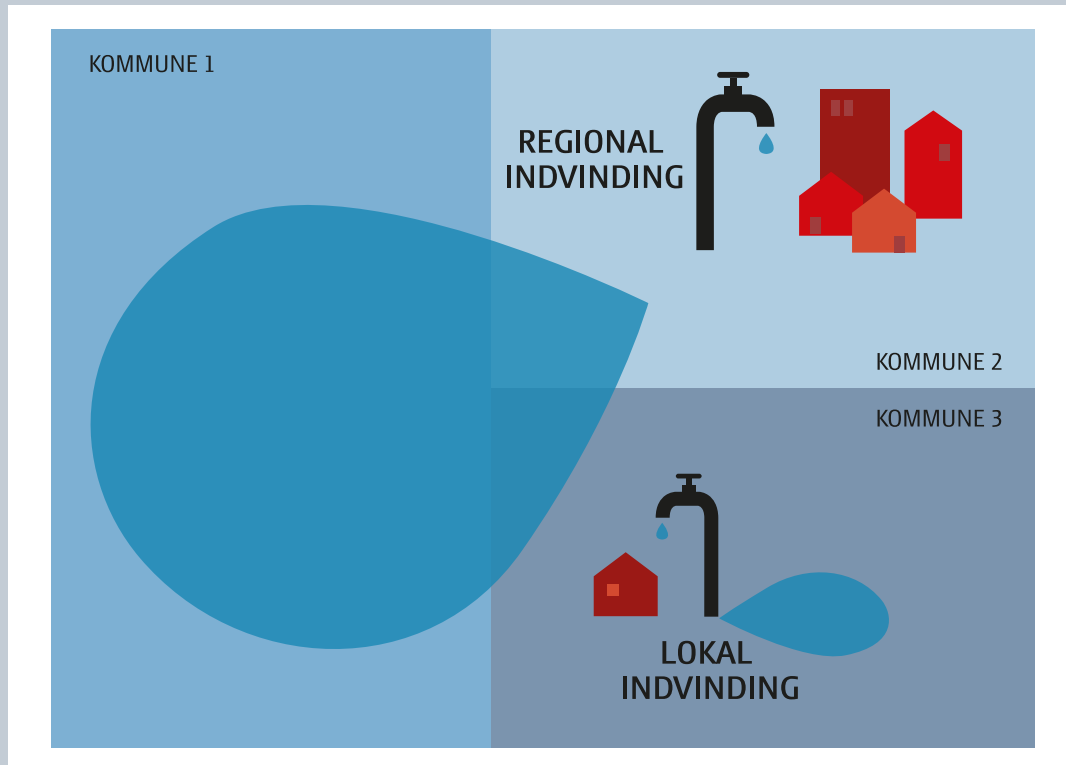 KOMMUNE 1
REGIONAL
INDVINDING
KOMMUNE 2
KOMMUNE 3
LOKAL
INDVINDING